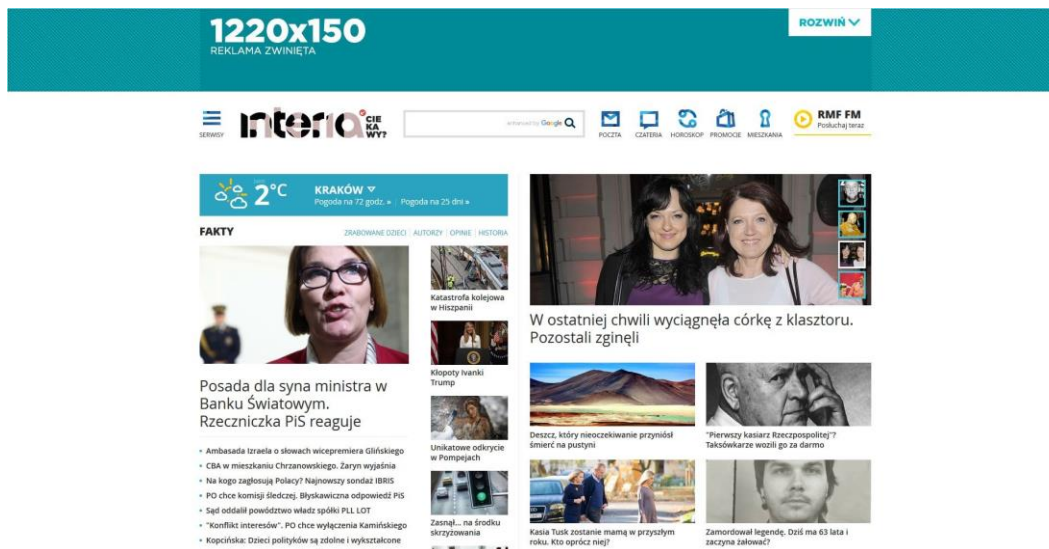 1220x150
REKLAMA ZWINIĘTA
ROZWIŃ
SERWISY
interia
CIE
KA
WY?
enhanced by Google
POCZTA
CZATERIA
HOROSKOP
PROMOCJE
MIESZKANIA
RMF FM
Posłuchaj teraz
2°C
KRAKÓW
Pogoda na 72 godz. » | Pogoda na 25 dni »
FAKTY
ZRABOWANE DZIECI | AUTORZY | OPINIE | HISTORIA
Posada dla syna ministra w
Banku Światowym.
Rzeczniczka PiS reaguje
• Ambasada Izraela o słowach wicepremiera Glińskiego
• CBA w mieszkaniu Chrzanowskiego. Żaryn wyjaśnia
• Na kogo zagłosują Polacy? Najnowszy sondaż IBRIS
• PO chce komisji śledczej. Błyskawiczna odpowiedź PiS
• Sąd oddalił powództwo władz spółki PLL LOT
• "Konflikt interesów". PO chce wyłączenia Kamińskiego
• Kopcińska: Dzieci polityków są zdolne i wykształcone
Katastrofa kolejowa
w Hiszpanii
Kłopoty Ivanki
Trump
Unikatowe odkrycie
w Pompejach
Zasnął... na środku
skrzyżowania
W ostatniej chwili wyciągnęła córkę z klasztoru.
Pozostali zginęli
Deszcz, który nieoczekiwanie przyniósł
śmierć na pustyni
"Pierwszy kasiarz Rzeczpospolitej"?
Taksówkarze wozili go za darmo
Kasia Tusk zostanie mamą w przyszłym
roku. Kto oprócz niej?
Zamordował legendę. Dziś ma 63 lata i
zaczyna żałować?